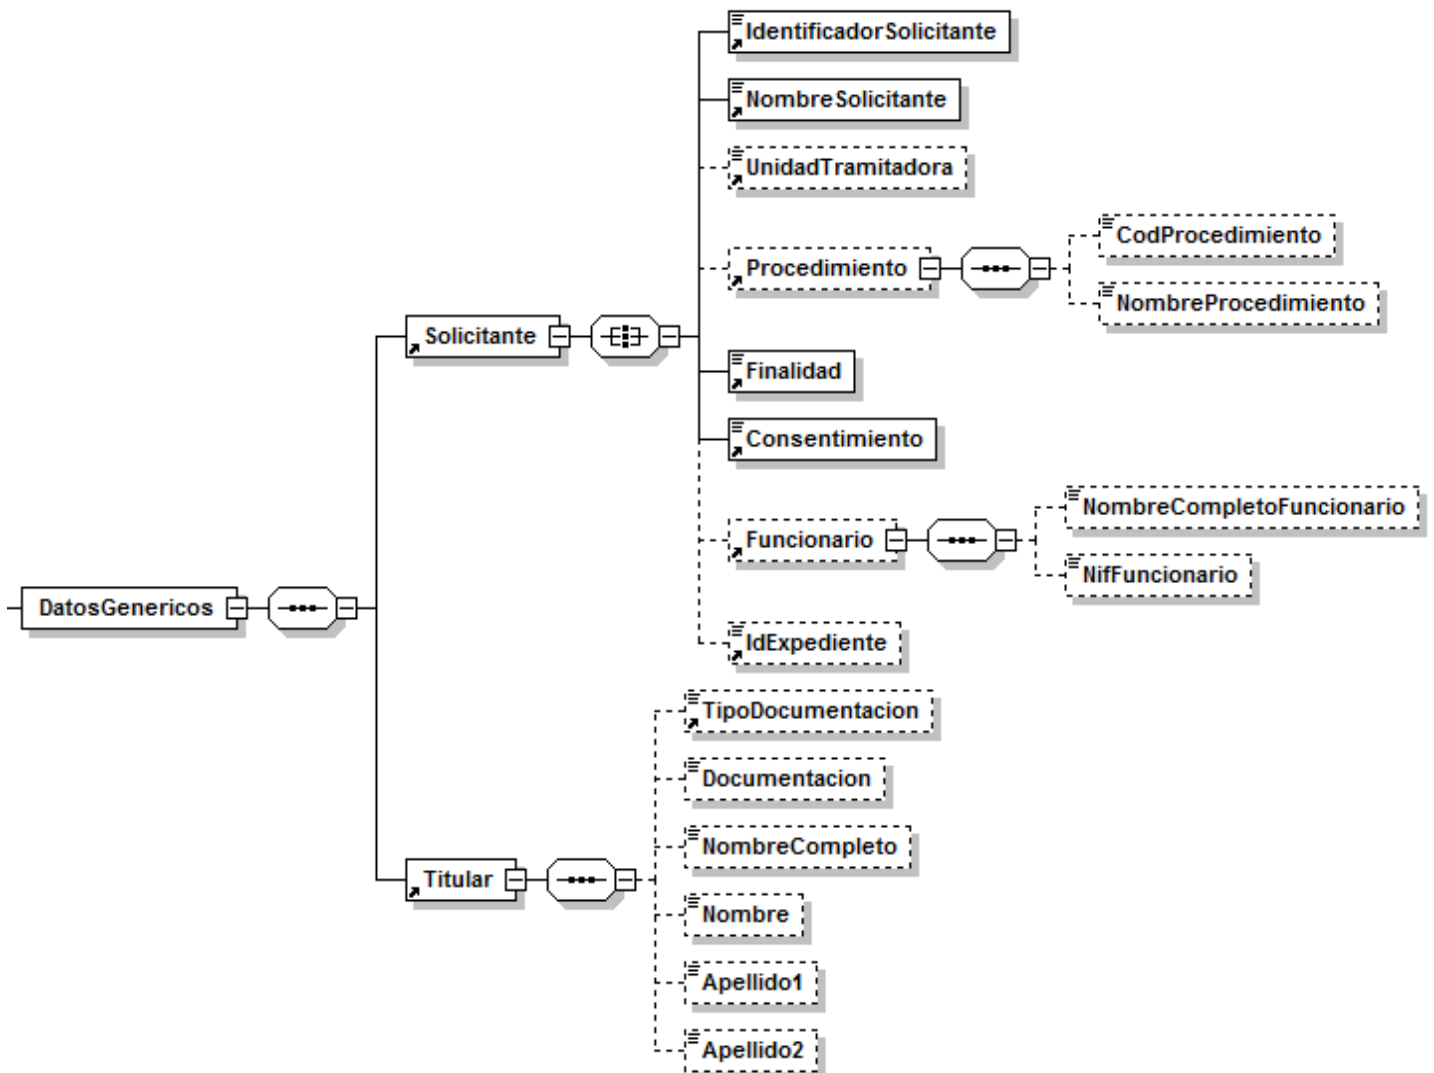 IdentificadorSolicitante
NombreSolicitante
UnidadTramitadora
CodProcedimiento
Procedimiento
NombreProcedimiento
Solicitante
Finalidad
Consentimiento
NombreCompletoFuncionario
Funcionario
NifFuncionario
DatosGenericos
IdExpediente
TipoDocumentacion
Documentacion
NombreCompleto
Titular
Nombre
Apellido1
Apellido2